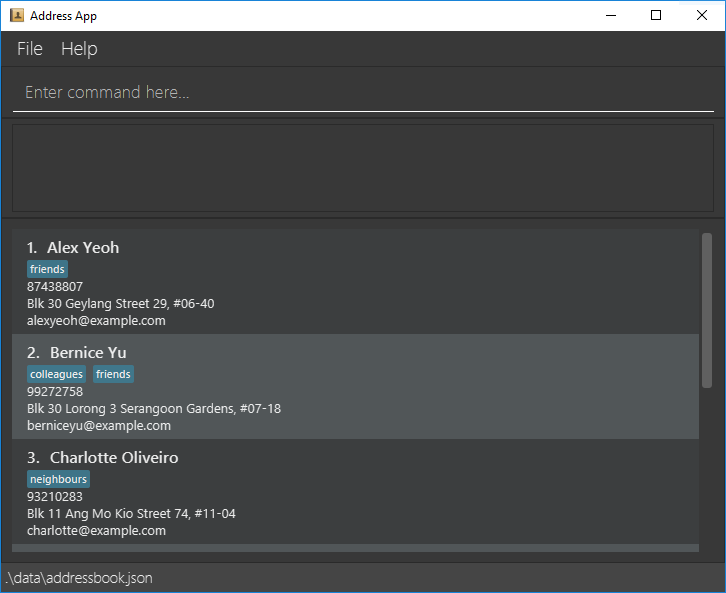 Address App
File Help
Enter command here...
1. Alex Yeoh
friends
87438807
Blk 30 Geylang Street 29, #06-40
alexyeoh@example.com
2. Bernice Yu
colleagues friends
99272758
Blk 30 Lorong 3 Serangoon Gardens, #07-18
berniceyu@example.com
3. Charlotte Oliveiro
neighbours
93210283
Blk 11 Ang Mo Kio Street 74, #11-04
charlotte@example.com
.\data\addressbook.json